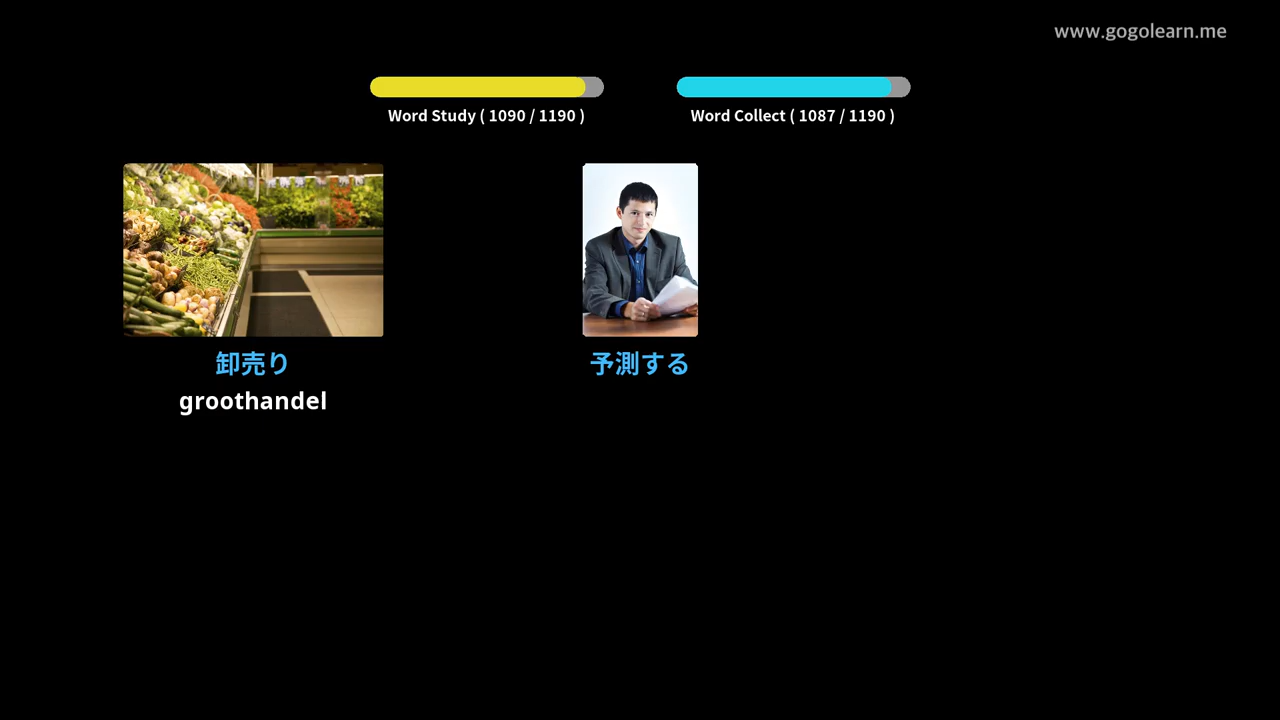 www.gogolearn.me
Word Study ( 1090 / 1190 )
Word Collect ( 1087 / 1190 )
卸売り
groothandel
予測する